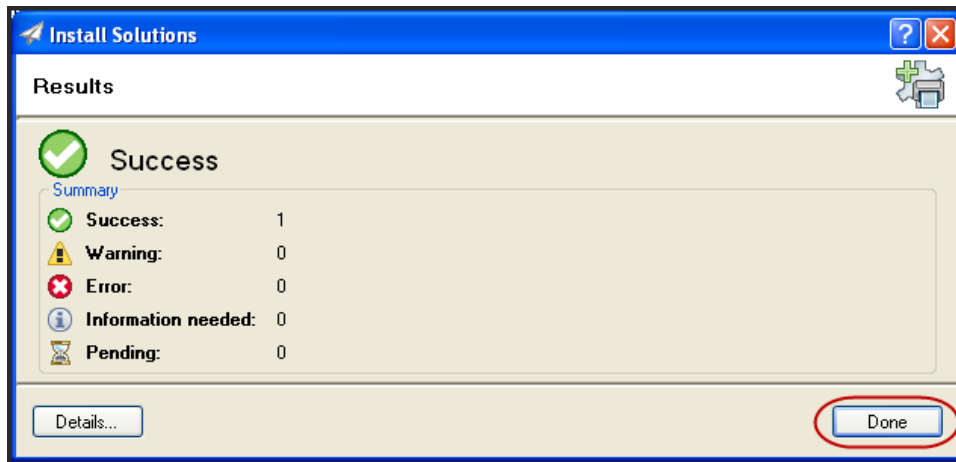 Install Solutions
Results
Success
Summary
Success: 1
Warning: 0
Error: 0
Information needed: 0
Pending: 0
Details... Done